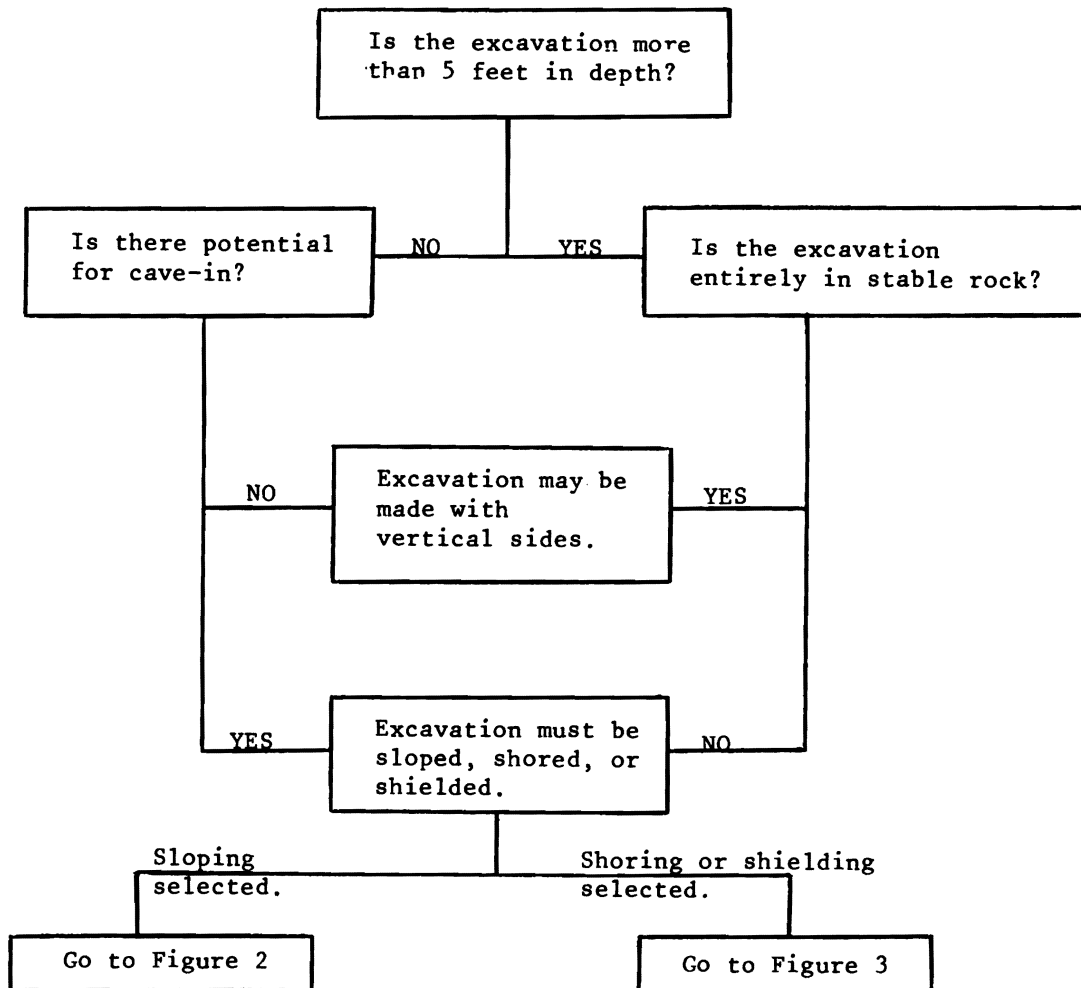 Is the excavation more
than 5 feet in depth?
Is there potential
for cave-in?
NO
YES
Is the excavation
entirely in stable rock?
NO
Excavation may be
made with
vertical sides.
YES
YES
Excavation must be
sloped, shored, or
shielded.
NO
Sloping
selected.
Shoring or shielding
selected.
Go to Figure 2
Go to Figure 3